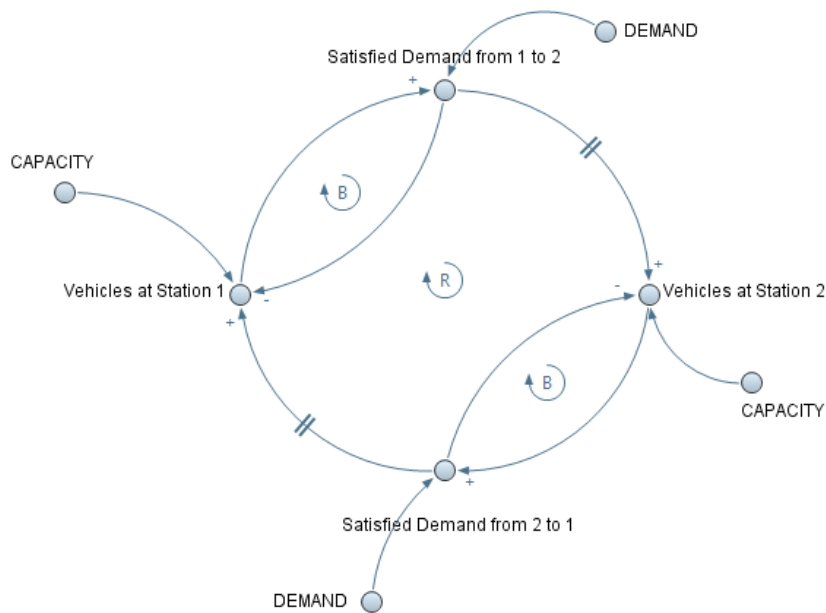 DEMAND
Satisfied Demand from 1 to 2
+
CAPACITY
B
R
+
Vehicles at Station 1
-
-
Vehicles at Station 2
+
B
CAPACITY
+
Satisfied Demand from 2 to 1
DEMAND